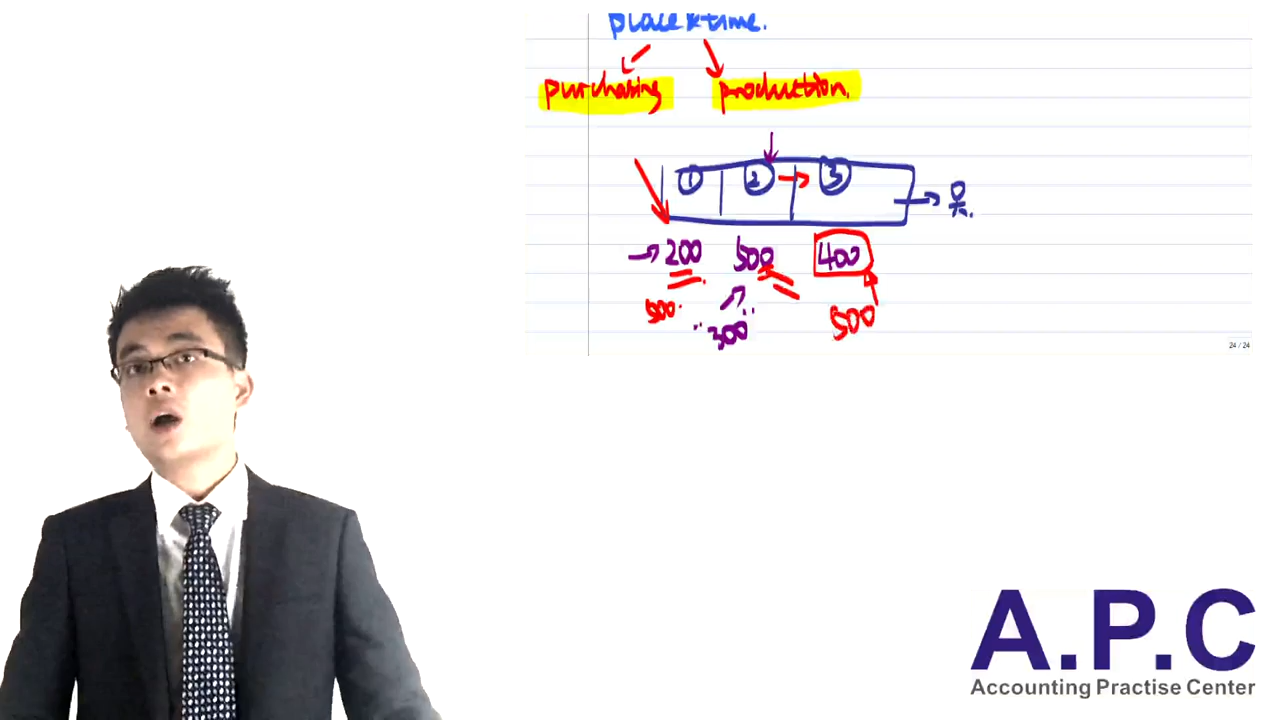 place & time.
purchasing production.
① ② ③
200 500 400
500.
300
500
24 / 24
A.P.C
Accounting Practise Center